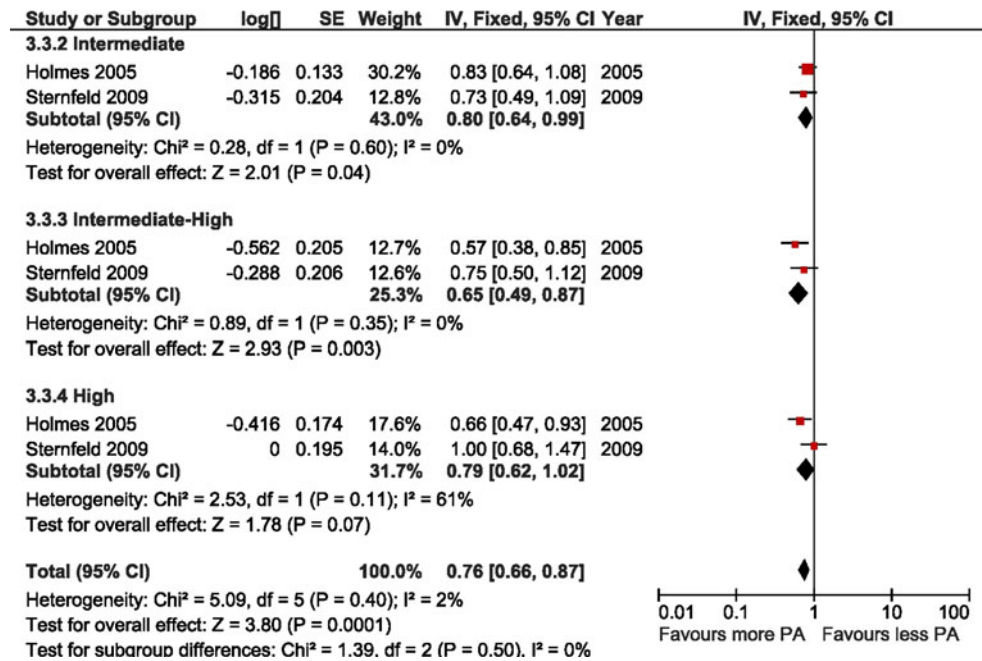 Study or Subgroup log[] SE Weight IV, Fixed, 95% CI Year IV, Fixed, 95% CI
3.3.2 Intermediate
Holmes 2005 -0.186 0.133 30.2% 0.83 [0.64, 1.08] 2005
Sternfeld 2009 -0.315 0.204 12.8% 0.73 [0.49, 1.09] 2009
Subtotal (95% CI) 43.0% 0.80 [0.64, 0.99]
Heterogeneity: Chi² = 0.28, df = 1 (P = 0.60); I² = 0%
Test for overall effect: Z = 2.01 (P = 0.04)
3.3.3 Intermediate-High
Holmes 2005 -0.562 0.205 12.7% 0.57 [0.38, 0.85] 2005
Sternfeld 2009 -0.288 0.206 12.6% 0.75 [0.50, 1.12] 2009
Subtotal (95% CI) 25.3% 0.65 [0.49, 0.87]
Heterogeneity: Chi² = 0.89, df = 1 (P = 0.35); I² = 0%
Test for overall effect: Z = 2.93 (P = 0.003)
3.3.4 High
Holmes 2005 -0.416 0.174 17.6% 0.66 [0.47, 0.93] 2005
Sternfeld 2009 0 0.195 14.0% 1.00 [0.68, 1.47] 2009
Subtotal (95% CI) 31.7% 0.79 [0.62, 1.02]
Heterogeneity: Chi² = 2.53, df = 1 (P = 0.11); I² = 61%
Test for overall effect: Z = 1.78 (P = 0.07)
Total (95% CI) 100.0% 0.76 [0.66, 0.87]
Heterogeneity: Chi² = 5.09, df = 5 (P = 0.40); I² = 2%
Test for overall effect: Z = 3.80 (P = 0.0001)
Test for subgroup differences: Chi² = 1.39, df = 2 (P = 0.50), I² = 0%
0.01 0.1 1 10 100
Favours more PA Favours less PA